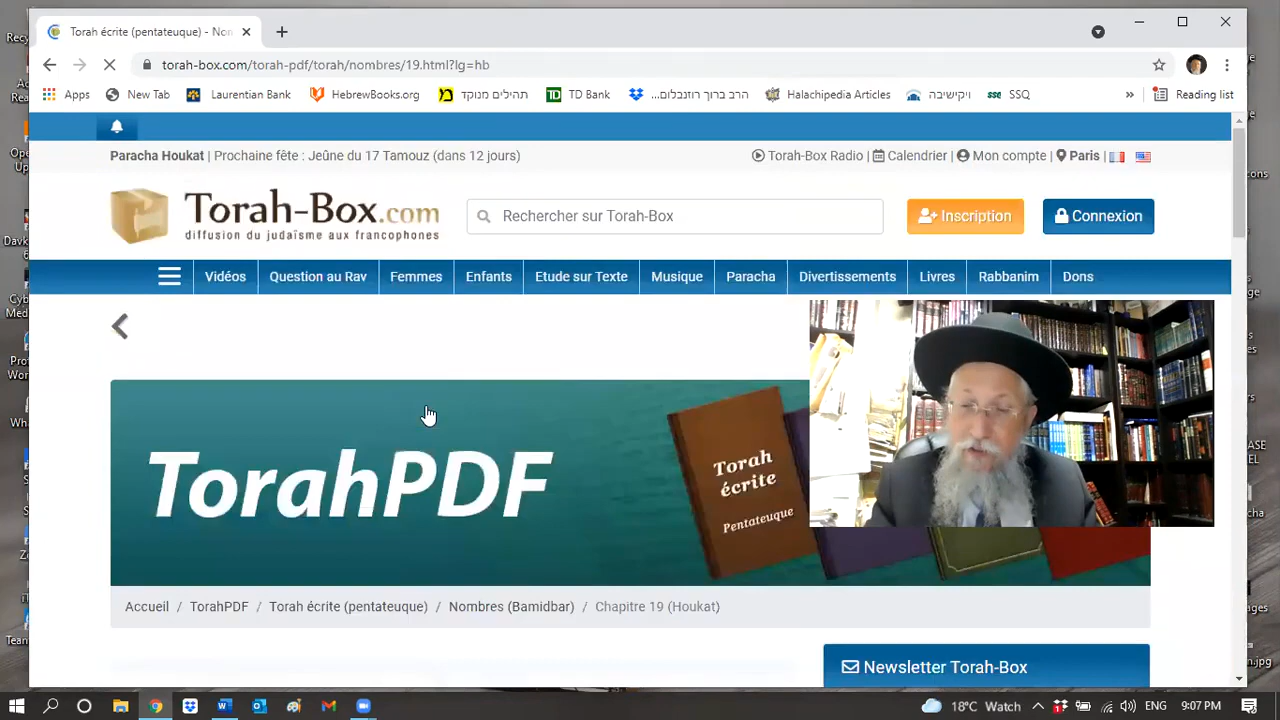 Torah écrite (pentateuque) - Non
torah-box.com/torah-pdf/torah/nombres/19.html?lg=hb
Apps New Tab Laurentian Bank HebrewBooks.org תהילים מנוקד TD Bank הרב ברוך רוזנבלום... Halachipedia Articles ויקישיבה SSQ » Reading list
Paracha Houkat | Prochaine fête : Jeûne du 17 Tamouz (dans 12 jours) Torah-Box Radio | Calendrier | Mon compte | Paris |
Torah-Box.com
diffusion du judaïsme aux francophones
Rechercher sur Torah-Box
Inscription Connexion
Vidéos Question au Rav Femmes Enfants Etude sur Texte Musique Paracha Divertissements Livres Rabbanim Dons
TorahPDF
Torah
écrite
Pentateuque
Accueil / TorahPDF / Torah écrite (pentateuque) / Nombres (Bamidbar) / Chapitre 19 (Houkat)
Newsletter Torah-Box
18°C Watch ENG 9:07 PM